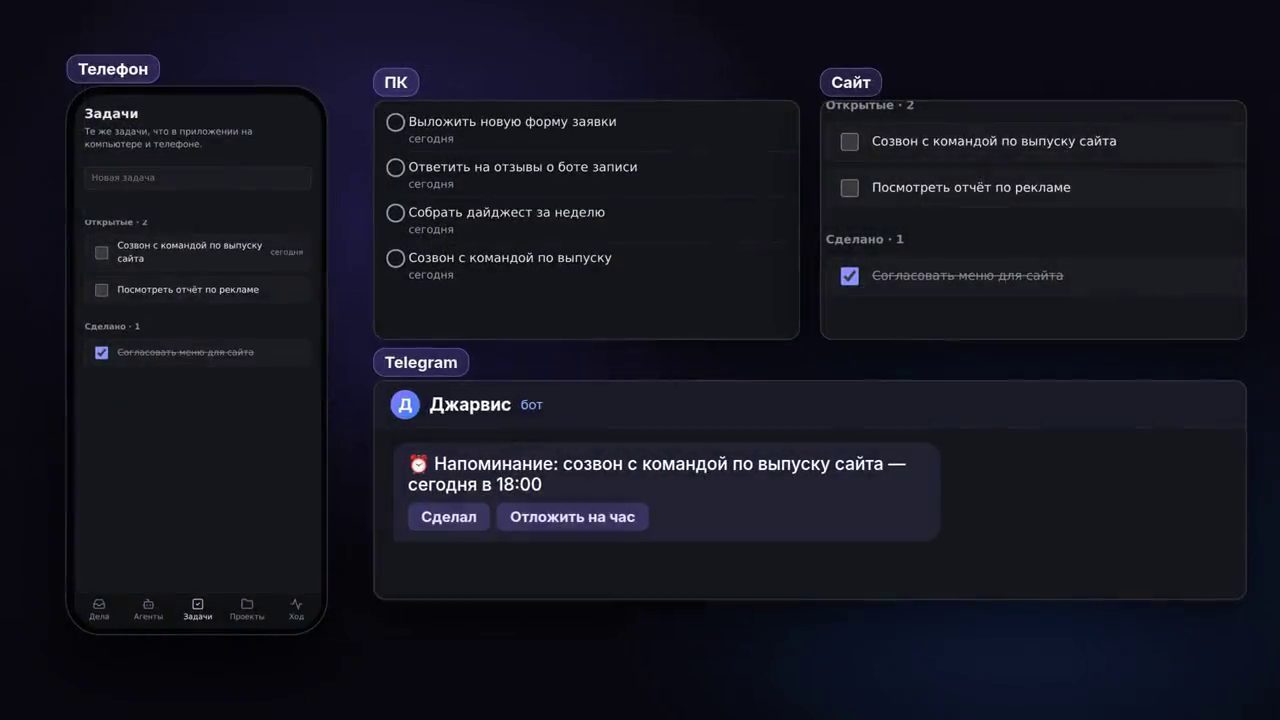 Телефон
Задачи
Те же задачи, что в приложении на
компьютере и телефоне.
Новая задача
Открытые · 2
Созвон с командой по выпуску
сайта
сегодня
Посмотреть отчёт по рекламе
Сделано · 1
Согласовать меню для сайта
Дела
Агенты
Задачи
Проекты
Ход
ПК
Выложить новую форму заявки
сегодня
Ответить на отзывы о боте записи
сегодня
Собрать дайджест за неделю
сегодня
Созвон с командой по выпуску
сегодня
Сайт
Открытые · 2
Созвон с командой по выпуску сайта
Посмотреть отчёт по рекламе
Сделано · 1
Согласовать меню для сайта
Telegram
Д
Джарвис бот
⏰ Напоминание: созвон с командой по выпуску сайта —
сегодня в 18:00
Сделал
Отложить на час